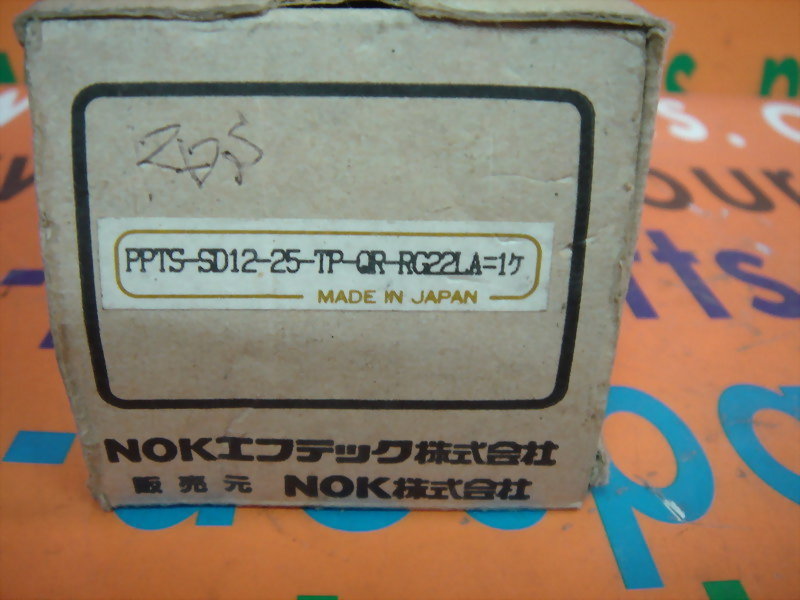 PPTS-SD12-25-TP-QR-RG22LA=1ケ
MADE IN JAPAN
NOKエフテック株式会社
販売元 NOK株式会社